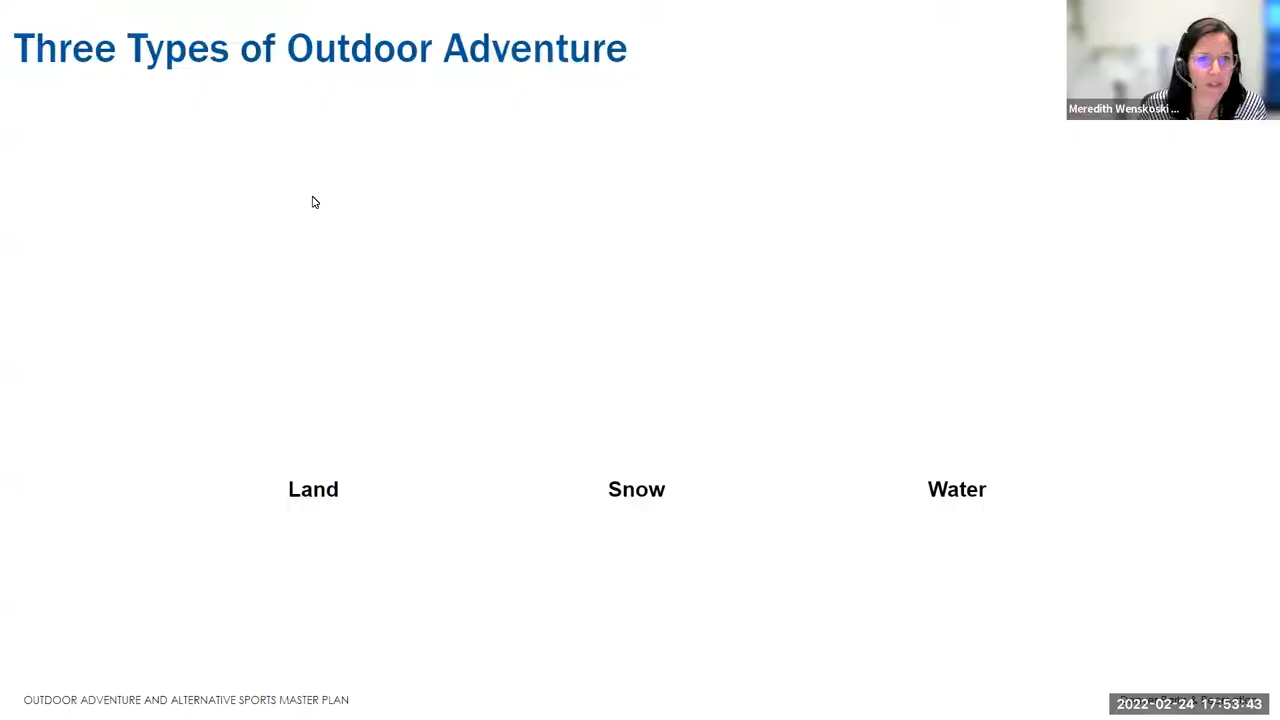 Three Types of Outdoor Adventure
Meredith Wenskoski ...
Land
Snow
Water
OUTDOOR ADVENTURE AND ALTERNATIVE SPORTS MASTER PLAN
2022-02-24 17:53:43